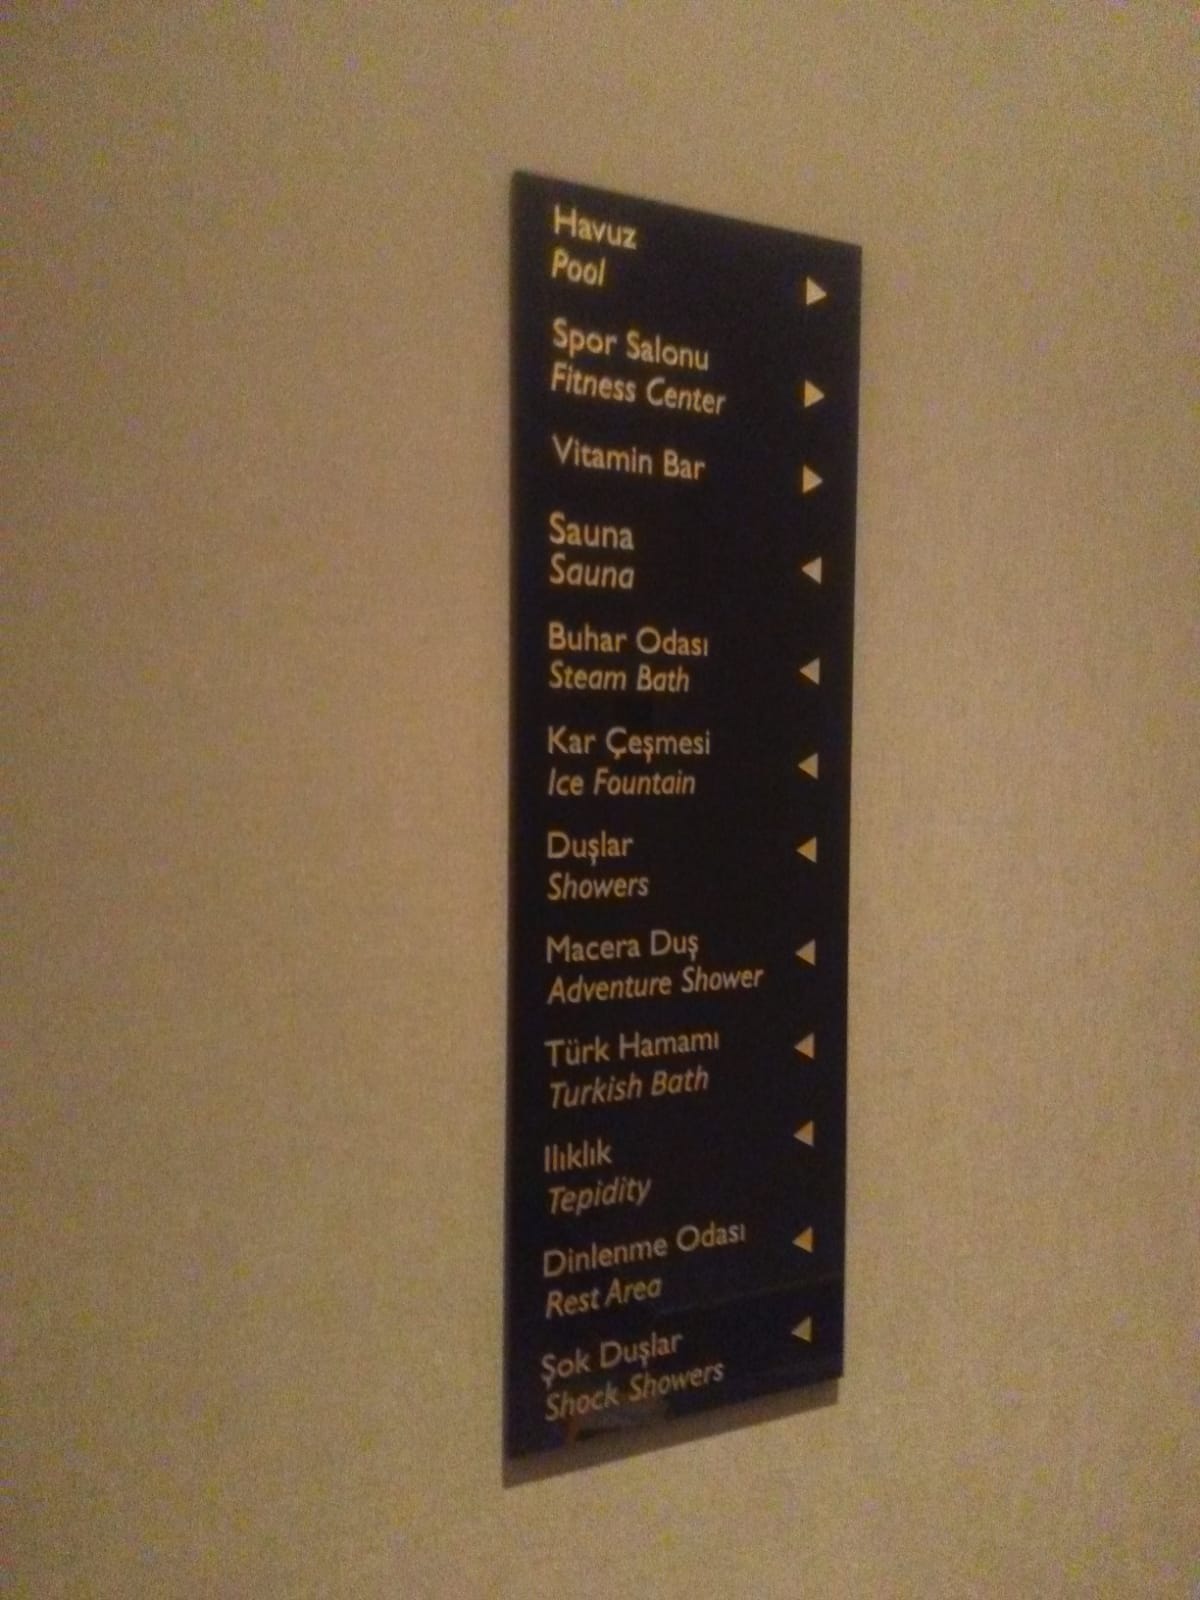 Havuz
Pool
Spor Salonu
Fitness Center
Vitamin Bar
Sauna
Sauna
Buhar Odası
Steam Bath
Kar Çeşmesi
Ice Fountain
Duşlar
Showers
Macera Duş
Adventure Shower
Türk Hamamı
Turkish Bath
Ilıklık
Tepidity
Dinlenme Odası
Rest Area
Şok Duşlar
Shock Showers